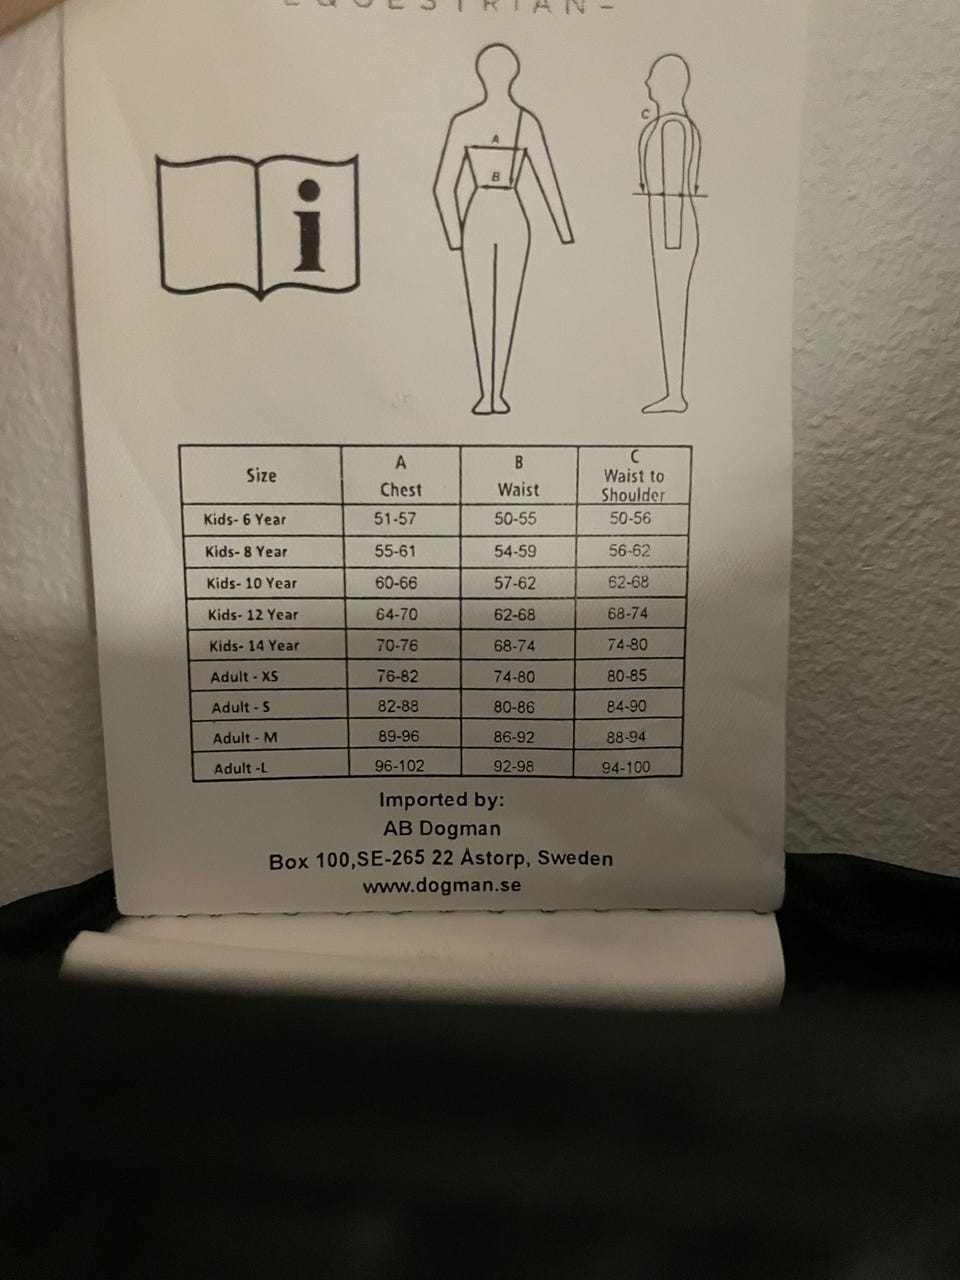 EQUESTRIAN-
i
A
B
C
Size A Chest B Waist C Waist to Shoulder
Kids- 6 Year 51-57 50-55 50-56
Kids- 8 Year 55-61 54-59 56-62
Kids- 10 Year 60-66 57-62 62-68
Kids- 12 Year 64-70 62-68 68-74
Kids- 14 Year 70-76 68-74 74-80
Adult - XS 76-82 74-80 80-85
Adult - S 82-88 80-86 84-90
Adult - M 89-96 86-92 88-94
Adult -L 96-102 92-98 94-100
Imported by:
AB Dogman
Box 100,SE-265 22 Åstorp, Sweden
www.dogman.se